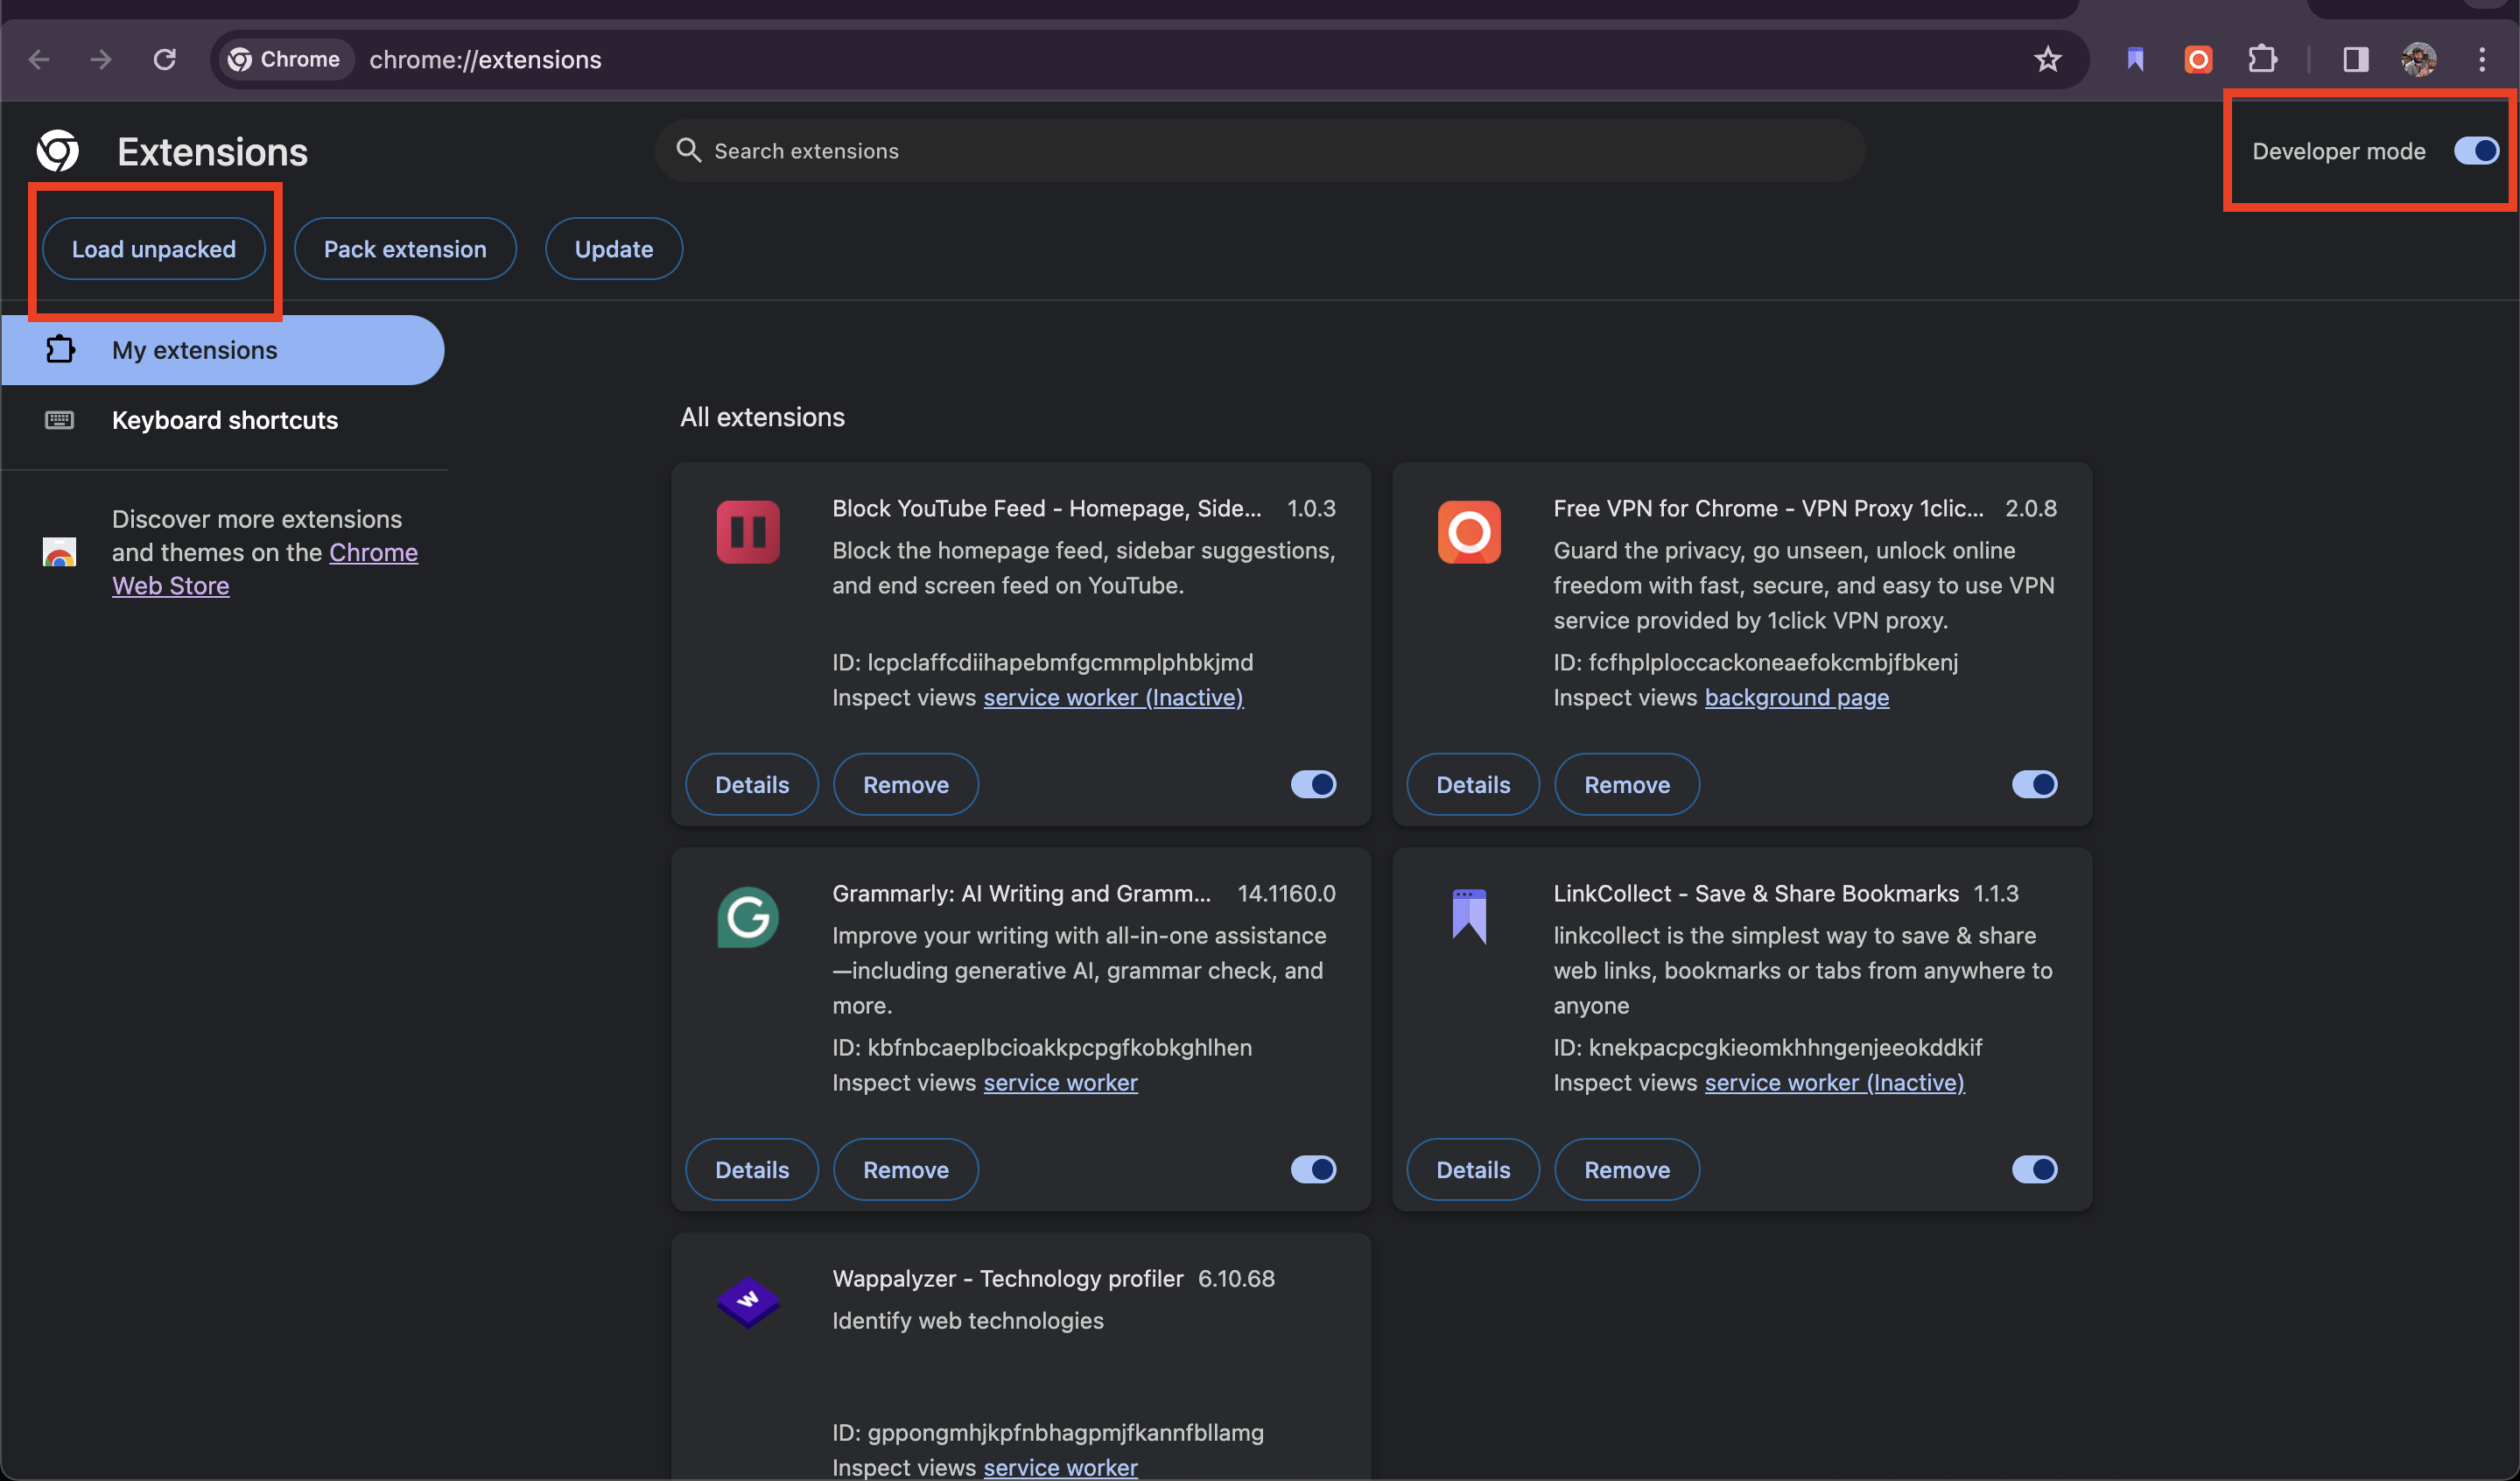 Chrome
chrome://extensions
Extensions
Search extensions
Developer mode
Load unpacked
Pack extension
Update
My extensions
Keyboard shortcuts
Discover more extensions
and themes on the Chrome
Web Store
All extensions
Block YouTube Feed - Homepage, Side... 1.0.3
Block the homepage feed, sidebar suggestions,
and end screen feed on YouTube.
ID: lcpclaffcdiihapebmfgcmmplphbkjmd
Inspect views service worker (Inactive)
Details
Remove
Free VPN for Chrome - VPN Proxy 1clic... 2.0.8
Guard the privacy, go unseen, unlock online
freedom with fast, secure, and easy to use VPN
service provided by 1click VPN proxy.
ID: fcfhplploccackoneaefokcmbjfbkenj
Inspect views background page
Details
Remove
Grammarly: AI Writing and Gramm... 14.1160.0
Improve your writing with all-in-one assistance
—including generative AI, grammar check, and
more.
ID: kbfnbcaeplbcioakkpcpgfkobkghlhen
Inspect views service worker
Details
Remove
LinkCollect - Save & Share Bookmarks 1.1.3
linkcollect is the simplest way to save & share
web links, bookmarks or tabs from anywhere to
anyone
ID: knekpacpcgkieomkhhngenjeeokddkif
Inspect views service worker (Inactive)
Details
Remove
Wappalyzer - Technology profiler 6.10.68
Identify web technologies
ID: gppongmhjkpfnbhagpmjfkannfbllamg
Inspect views service worker